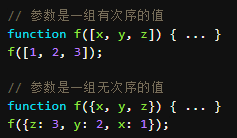 // 参数是一组有次序的值
function f([x, y, z]) { ... }
f([1, 2, 3]);
// 参数是一组无次序的值
function f({x, y, z}) { ... }
f({z: 3, y: 2, x: 1});